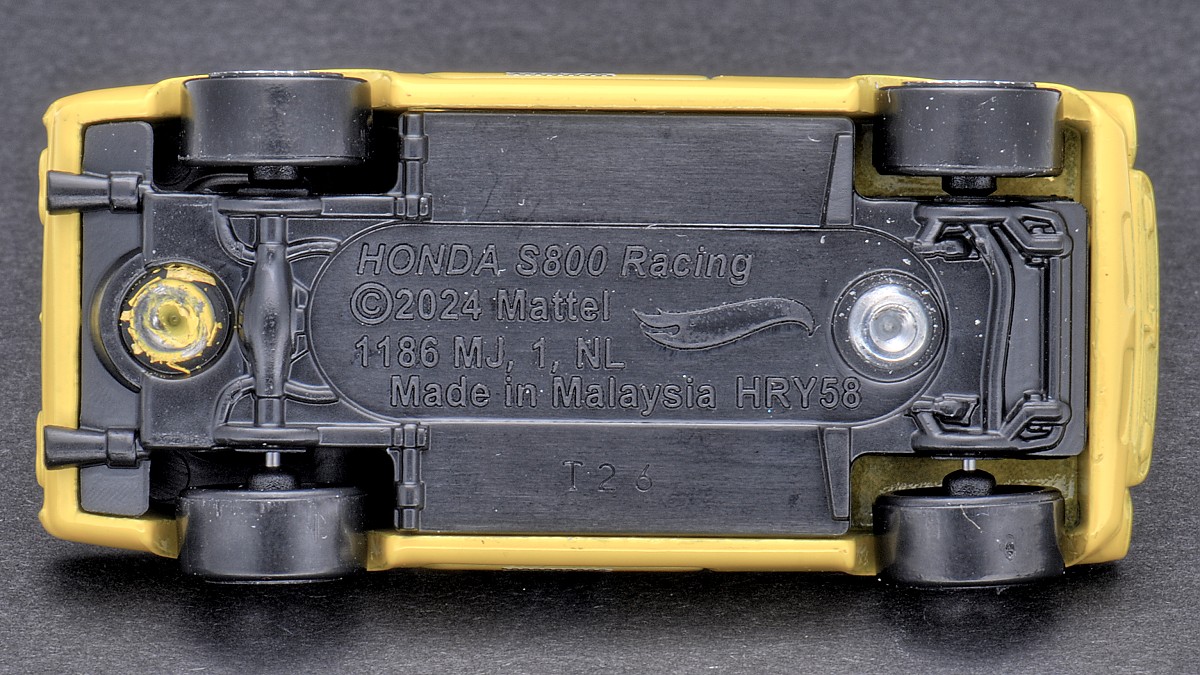 HONDA S800 Racing
©2024 Mattel
1186 MJ, 1, NL
Made in Malaysia HRY58
T26